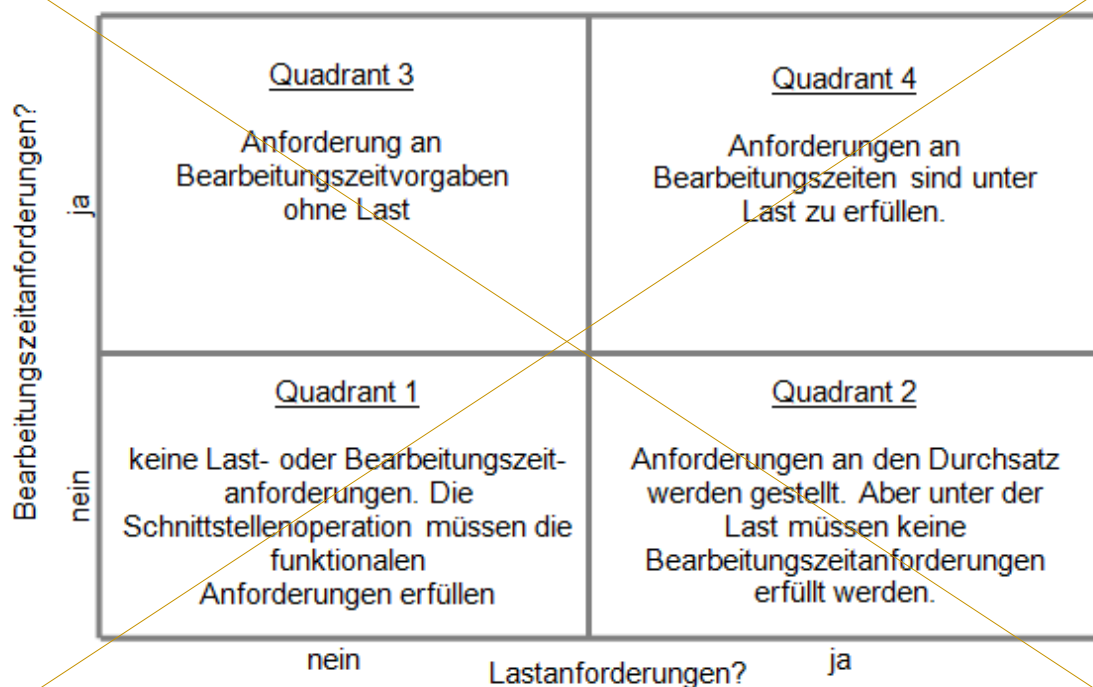 Bearbeitungszeitanforderungen?
ja
nein
Quadrant 3
Anforderung an
Bearbeitungszeitvorgaben
ohne Last
Quadrant 4
Anforderungen an
Bearbeitungszeiten sind unter
Last zu erfüllen.
Quadrant 1
keine Last- oder Bearbeitungszeit-
anforderungen. Die
Schnittstellenoperation müssen die
funktionalen
Anforderungen erfüllen
Quadrant 2
Anforderungen an den Durchsatz
werden gestellt. Aber unter der
Last müssen keine
Bearbeitungszeitanforderungen
erfüllt werden.
nein
Lastanforderungen?
ja